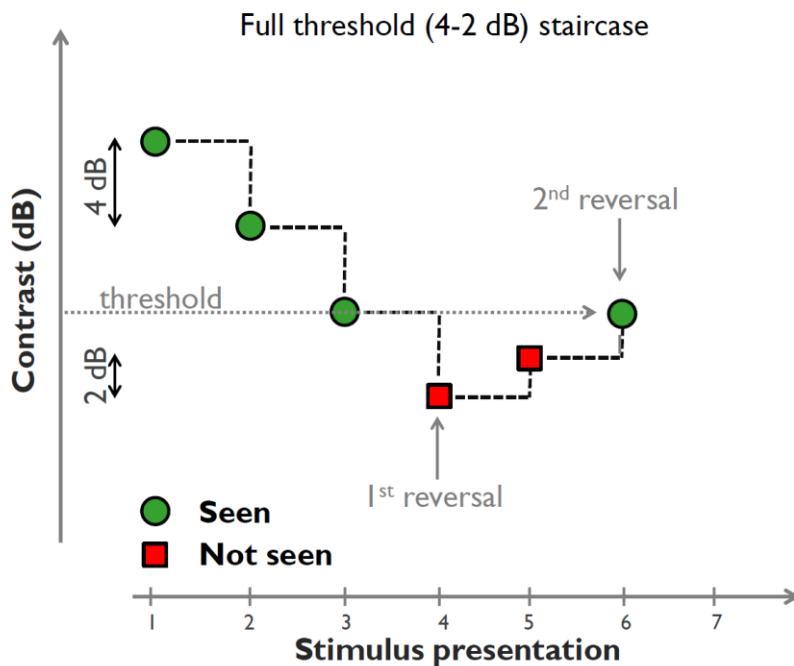 Full threshold (4-2 dB) staircase
Contrast (dB)
4 dB
2nd reversal
threshold
2 dB
1st reversal
Seen
Not seen
1 2 3 4 5 6 7
Stimulus presentation